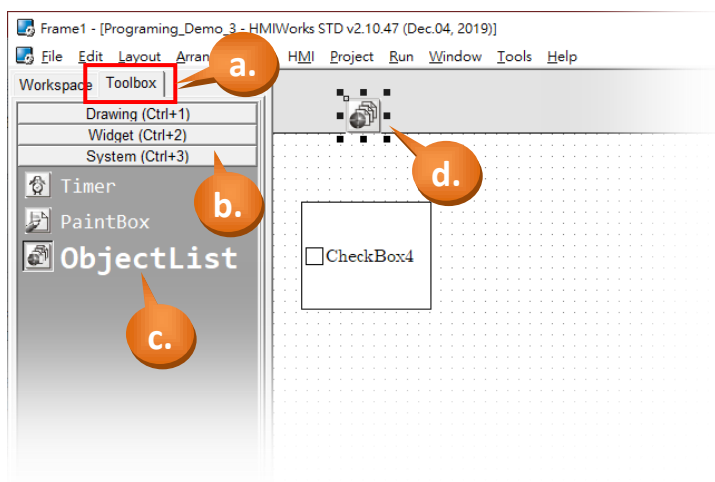 Frame1 - [Programing_Demo_3 - HMIWorks STD v2.10.47 (Dec.04, 2019)]
File Edit Layout Arran HMI Project Run Window Tools Help
a.
Workspace Toolbox
Drawing (Ctrl+1)
Widget (Ctrl+2)
System (Ctrl+3)
d.
Timer
b.
PaintBox
ObjectList
CheckBox4
c.